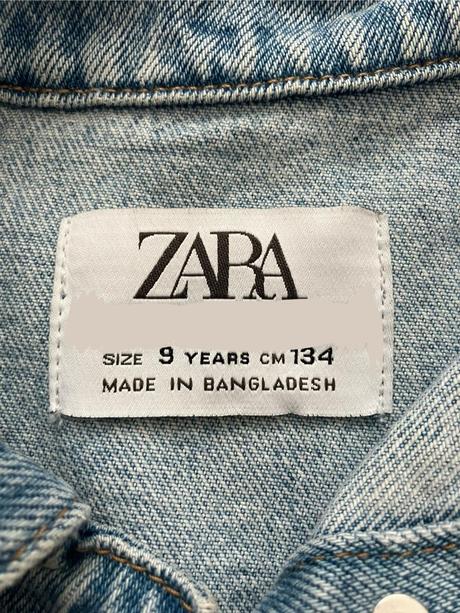 ZARA
SIZE 9 YEARS CM 134
MADE IN BANGLADESH